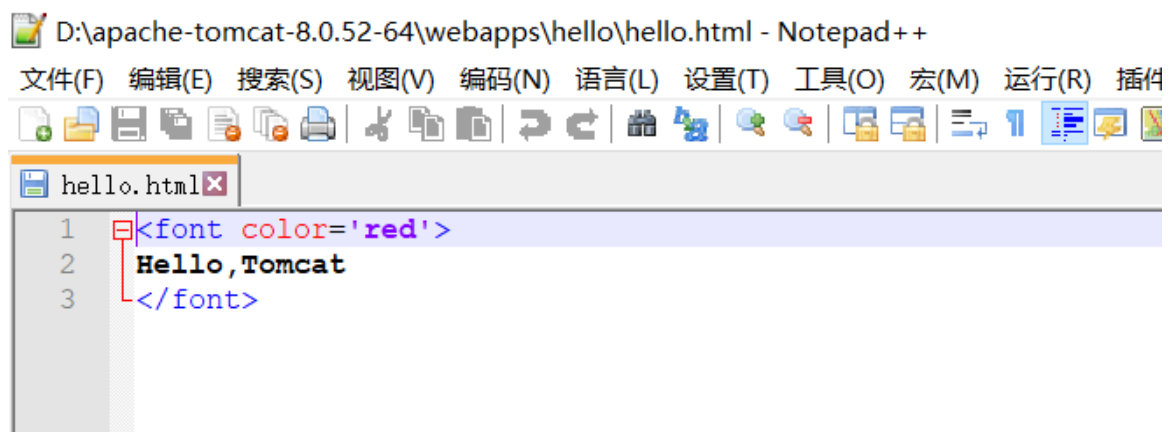 D:\apache-tomcat-8.0.52-64\webapps\hello\hello.html - Notepad++
文件(F) 编辑(E) 搜索(S) 视图(V) 编码(N) 语言(L) 设置(T) 工具(O) 宏(M) 运行(R) 插件
hello.html
1 <font color='red'>
2 Hello,Tomcat
3 </font>